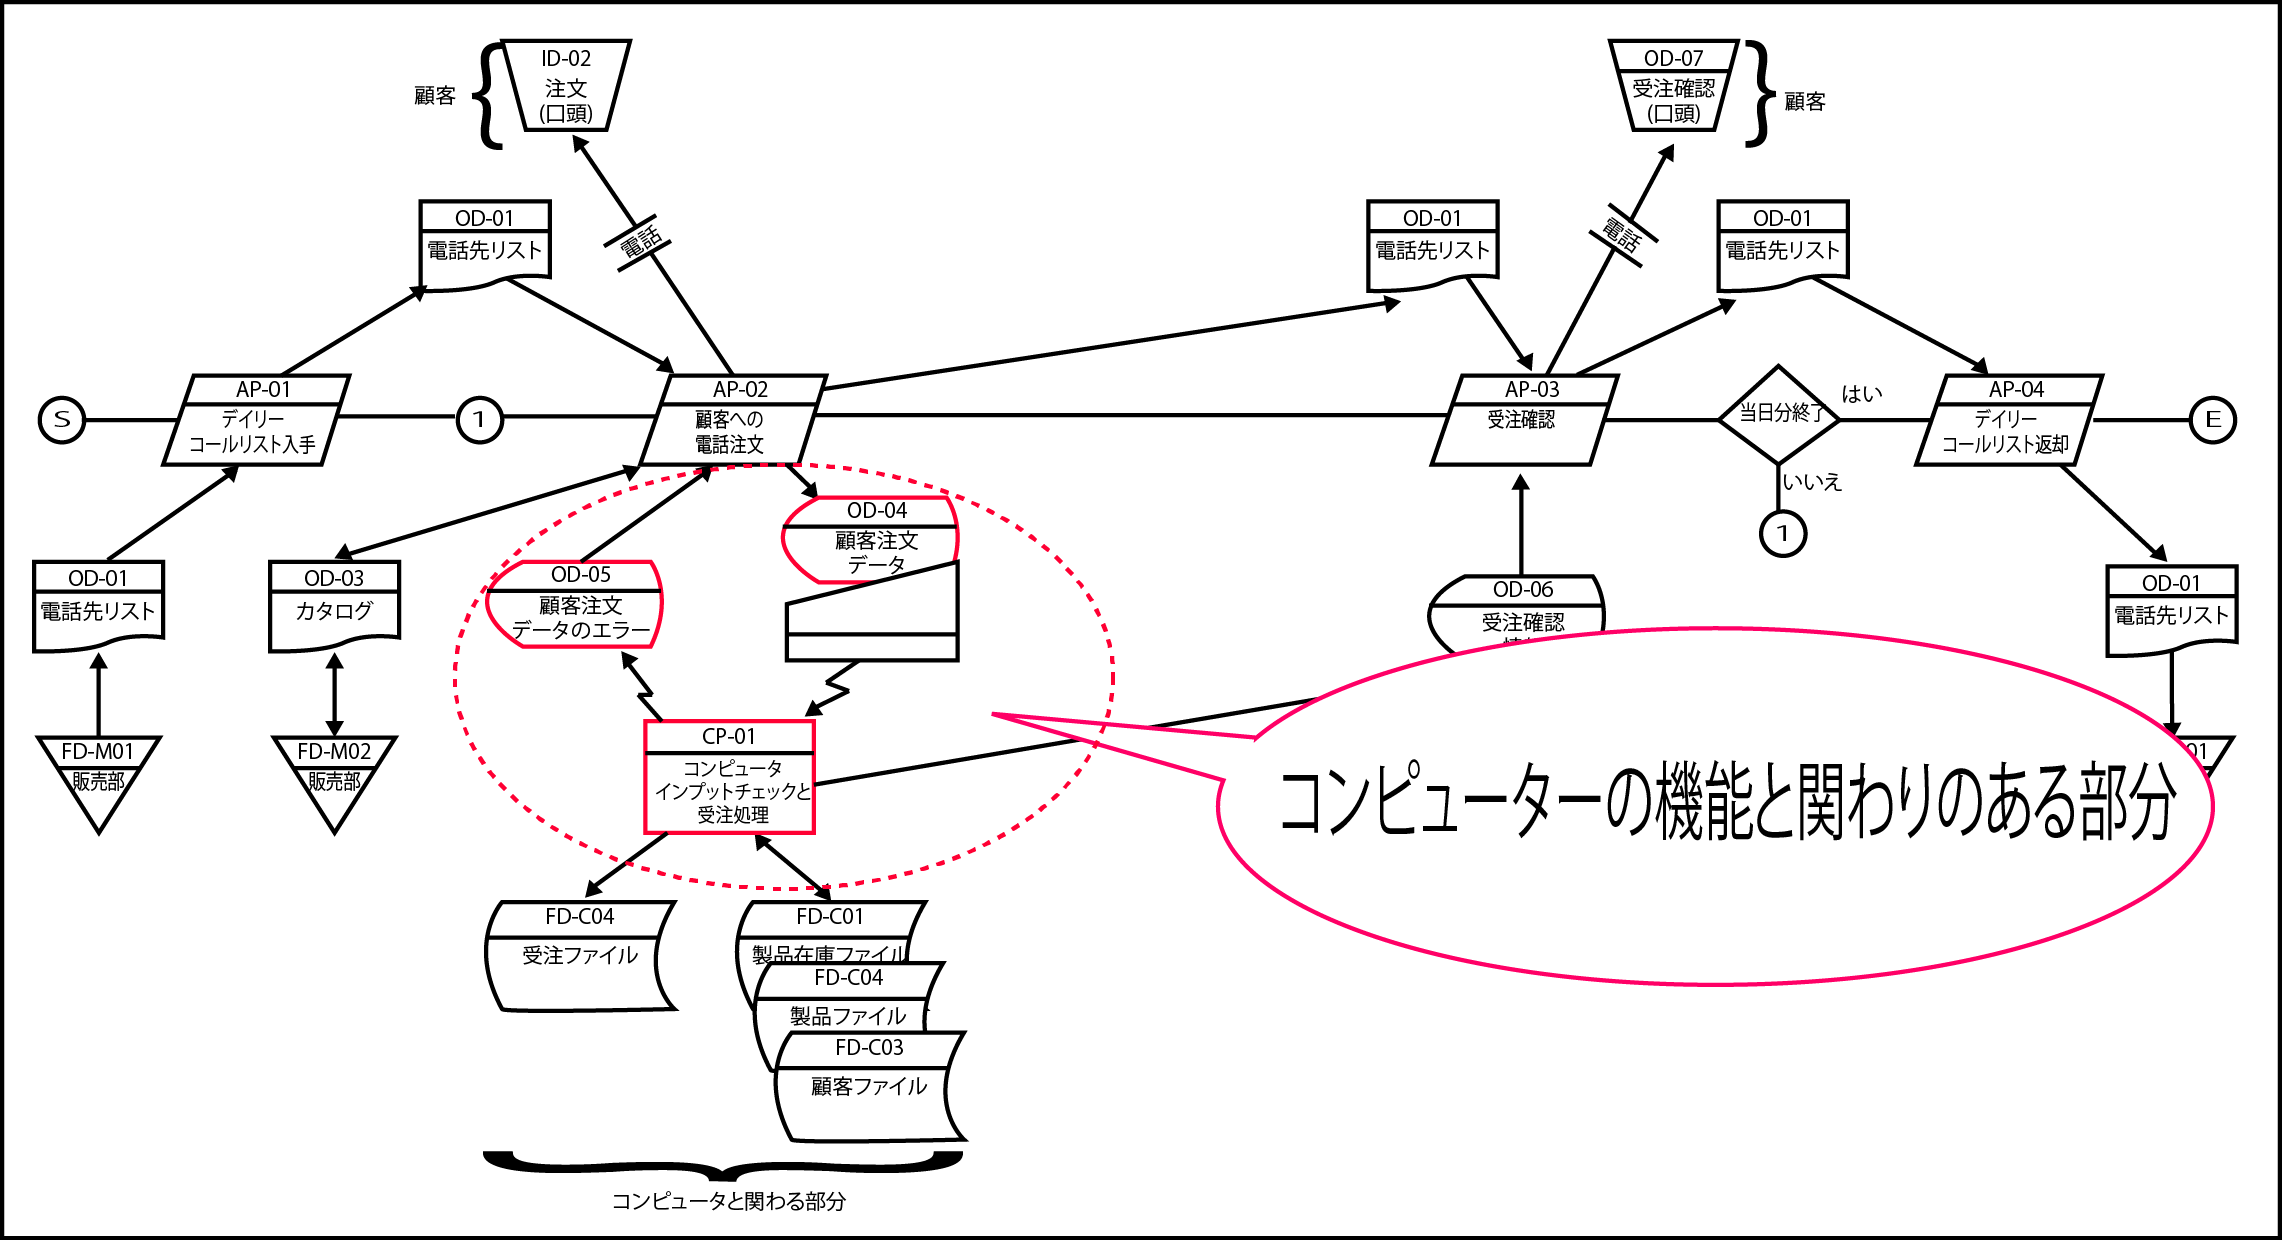 ID-02
注文
(口頭)
顧客
OD-07
受注確認
(口頭)
顧客
OD-01
電話先リスト
電話
OD-01
電話先リスト
電話
OD-01
電話先リスト
S
AP-01
デイリー
コールリスト入手
1
AP-02
顧客への
電話注文
AP-03
受注確認
当日分終了
はい
いいえ
1
AP-04
デイリー
コールリスト返却
E
OD-01
電話先リスト
OD-03
カタログ
OD-05
顧客注文
データのエラー
OD-04
顧客注文
データ
OD-06
受注確認
OD-01
電話先リスト
FD-M01
販売部
FD-M02
販売部
CP-01
コンピュータ
インプットチェックと
受注処理
コンピューターの機能と関わりのある部分
01
FD-C04
受注ファイル
FD-C01
製品在庫ファイル
FD-C04
製品ファイル
FD-C03
顧客ファイル
コンピュータと関わる部分